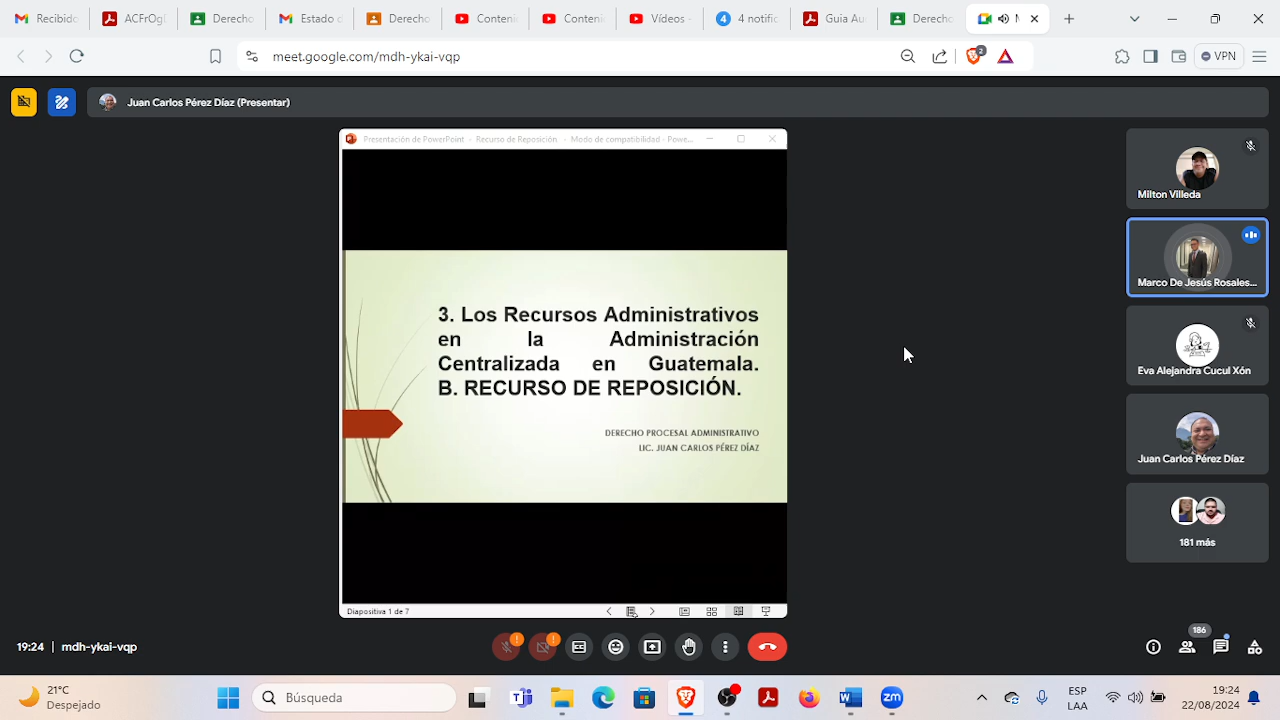 Recibido
ACFrOg
Derecho
Estado d
Derecho
Conteni
Conteni
Vídeos -
4 notific
Guia Au
Derecho
meet.google.com/mdh-ykai-vqp
2
VPN
Juan Carlos Pérez Díaz (Presentar)
Presentación de PowerPoint - Recurso de Reposición - Modo de compatibilidad - Powe...
3. Los Recursos Administrativos
en la Administración
Centralizada en Guatemala.
B. RECURSO DE REPOSICIÓN.
DERECHO PROCESAL ADMINISTRATIVO
LIC. JUAN CARLOS PÉREZ DÍAZ
Diapositiva 1 de 7
Milton Villeda
Marco De Jesús Rosales...
Eva Alejandra Cucul Xón
Juan Carlos Pérez Díaz
181 más
19:24 | mdh-ykai-vqp
186
21°C
Despejado
Búsqueda
ESP
LAA
19:24
22/08/2024